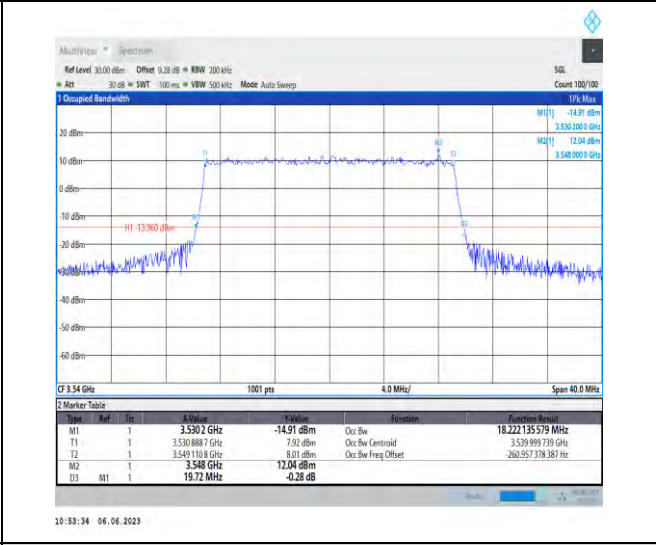 MultiView Spectrum
Ref Level 30.00 dBm Offset 9.28 dB RBW 200 kHz SGL
Att 30 dB SWT 100 ms VBW 500 kHz Mode Auto Sweep Count 100/100
1 Occupied Bandwidth 1Pk Max
M1[1] -14.91 dBm
3.530 2000 GHz
M2[1] 12.04 dBm
3.548 0000 GHz
20 dBm
M2
T1 T2
10 dBm
0 dBm
-10 dBm
H1 -13.960 dBm
-20 dBm
-30 dBm
-40 dBm
-50 dBm
-60 dBm
CF 3.54 GHz 1001 pts 4.0 MHz/ Span 40.0 MHz
2 Marker Table
Type Ref Trc X-Value Y-Value Function Function Result
M1 1 3.530 2 GHz -14.91 dBm Occ Bw 18.222 135 579 MHz
T1 1 3.530 888 7 GHz 7.92 dBm Occ Bw Centroid 3.539 999 739 GHz
T2 1 3.549 110 8 GHz 8.01 dBm Occ Bw Freq Offset -260.957 378 387 Hz
M2 1 3.548 GHz 12.04 dBm
D3 M1 1 19.72 MHz -0.28 dB
10:53:34 06.06.2023